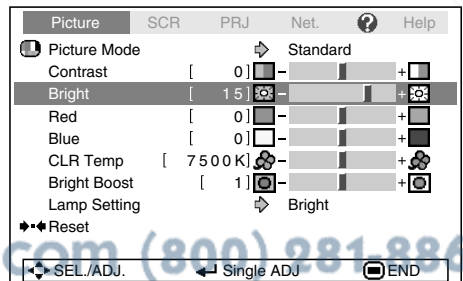 Picture SCR PRJ Net. ? Help
Picture Mode Standard
Contrast [ 0] - +
Bright [ 15] - +
Red [ 0] - +
Blue [ 0] - +
CLR Temp [ 7500K] - +
Bright Boost [ 1] - +
Lamp Setting Bright
Reset
com (800) 281-886
SEL./ADJ. Single ADJ END